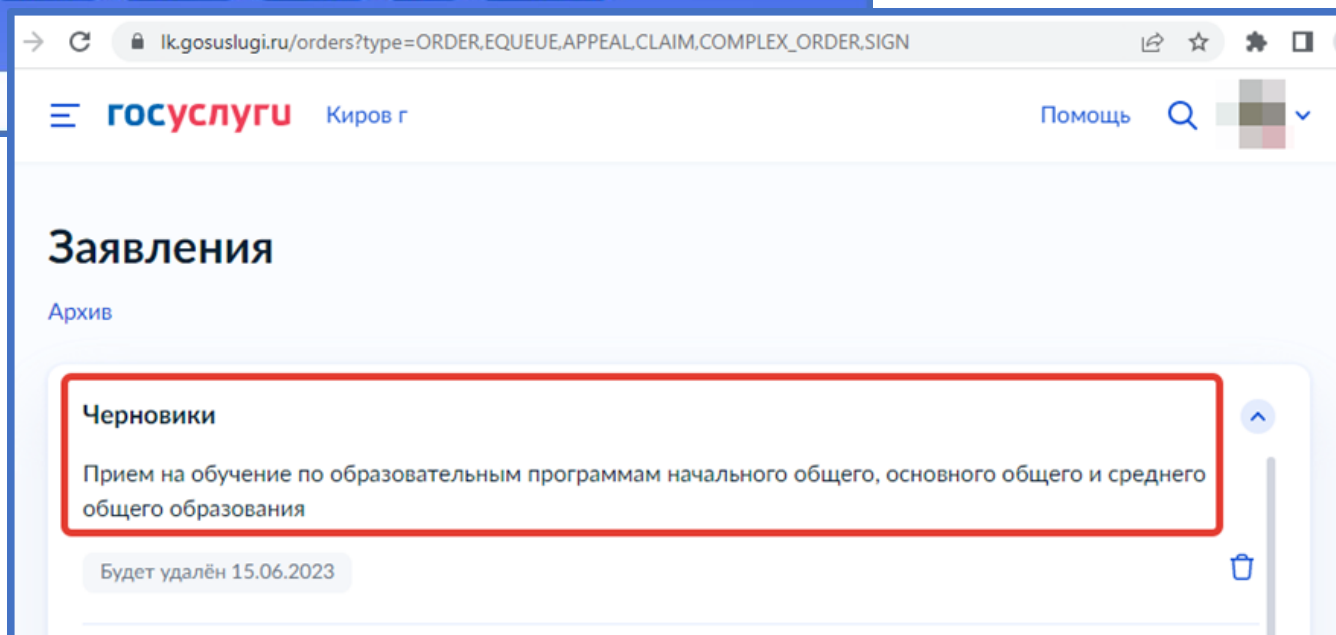 lk.gosuslugi.ru/orders?type=ORDER,EQUEUE,APPEAL,CLAIM,COMPLEX_ORDER,SIGN
госуслуги Киров г Помощь
Заявления
Архив
Черновики
Прием на обучение по образовательным программам начального общего, основного общего и среднего
общего образования
Будет удалён 15.06.2023